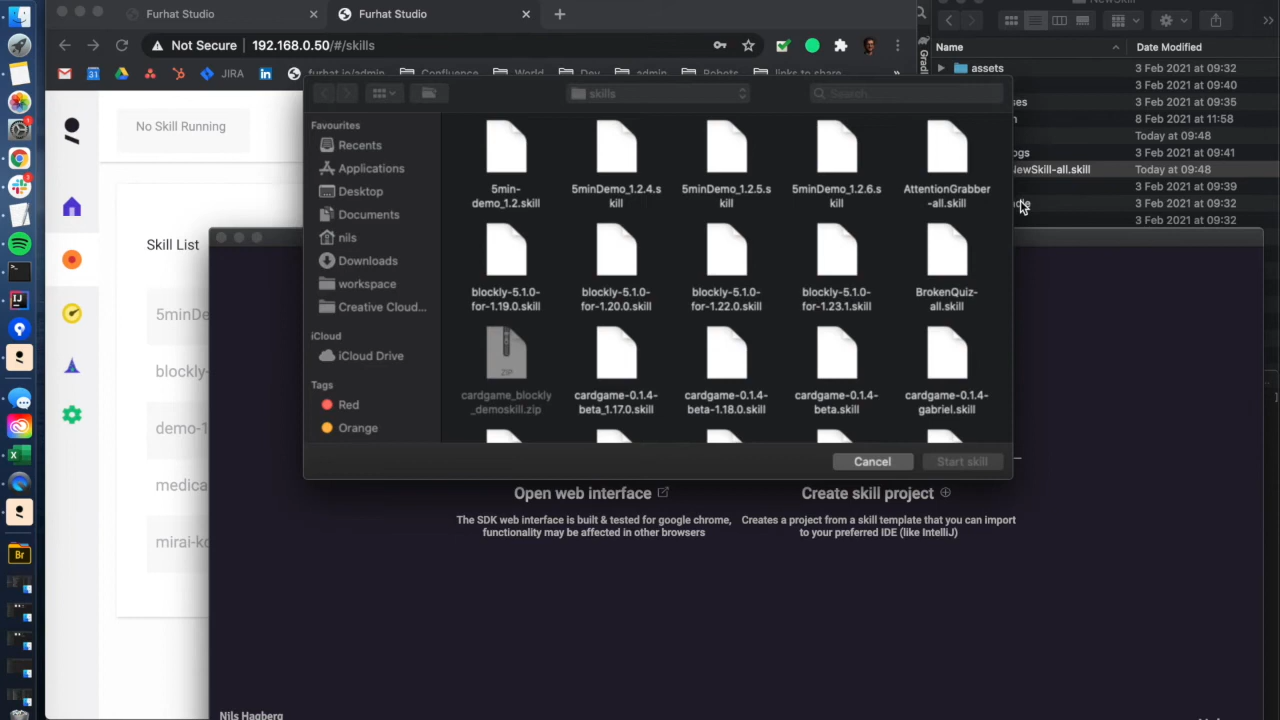 Furhat Studio
Furhat Studio
NewSkill
Not Secure
192.168.0.50/#/skills
JIRA
furhat.io/admin
Confluence
World
Dev
admin
Robots
links to share
»
Name
Date Modified
assets
3 Feb 2021 at 09:32
3 Feb 2021 at 09:40
ses
3 Feb 2021 at 09:35
8 Feb 2021 at 11:58
Today at 09:48
ogs
3 Feb 2021 at 09:41
NewSkill-all.skill
Today at 09:48
3 Feb 2021 at 09:39
3 Feb 2021 at 09:32
3 Feb 2021 at 09:32
No Skill Running
Skill List
5minDe
blockly-
demo-1
medica
mirai-ko
skills
Search
Favourites
Recents
Applications
Desktop
Documents
nils
Downloads
workspace
Creative Cloud...
iCloud
iCloud Drive
Tags
Red
Orange
5min-
demo_1.2.skill
5minDemo_1.2.4.s
kill
5minDemo_1.2.5.s
kill
5minDemo_1.2.6.s
kill
AttentionGrabber
-all.skill
blockly-5.1.0-
for-1.19.0.skill
blockly-5.1.0-
for-1.20.0.skill
blockly-5.1.0-
for-1.22.0.skill
blockly-5.1.0-
for-1.23.1.skill
BrokenQuiz-
all.skill
ZIP
cardgame_blockly
_demoskill.zip
cardgame-0.1.4-
beta_1.17.0.skill
cardgame-0.1.4-
beta-1.18.0.skill
cardgame-0.1.4-
beta.skill
cardgame-0.1.4-
gabriel.skill
Cancel
Start skill
Open web interface
The SDK web interface is built & tested for google chrome,
functionality may be affected in other browsers
Create skill project
Creates a project from a skill template that you can import
to your preferred IDE (like IntelliJ)
Nils Hagberg
Br